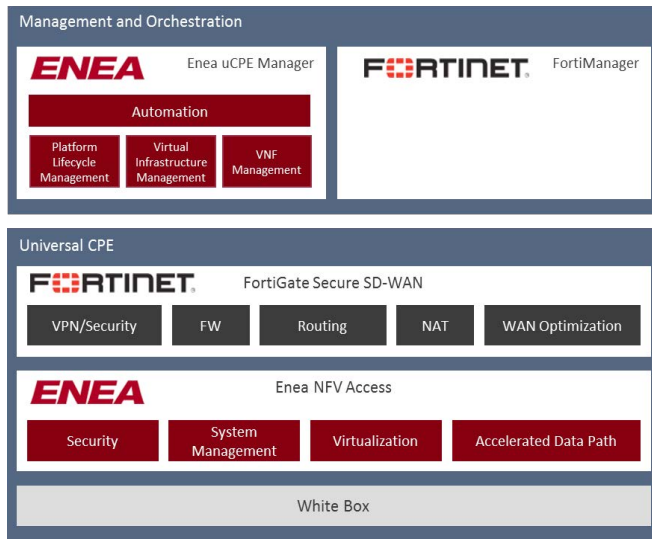 Management and Orchestration
ENEA
Enea uCPE Manager
Automation
Platform
Lifecycle
Management
Virtual
Infrastructure
Management
VNF
Management
FORTINET.
FortiManager
Universal CPE
FORTINET.
FortiGate Secure SD-WAN
VPN/Security
FW
Routing
NAT
WAN Optimization
ENEA
Enea NFV Access
Security
System
Management
Virtualization
Accelerated Data Path
White Box